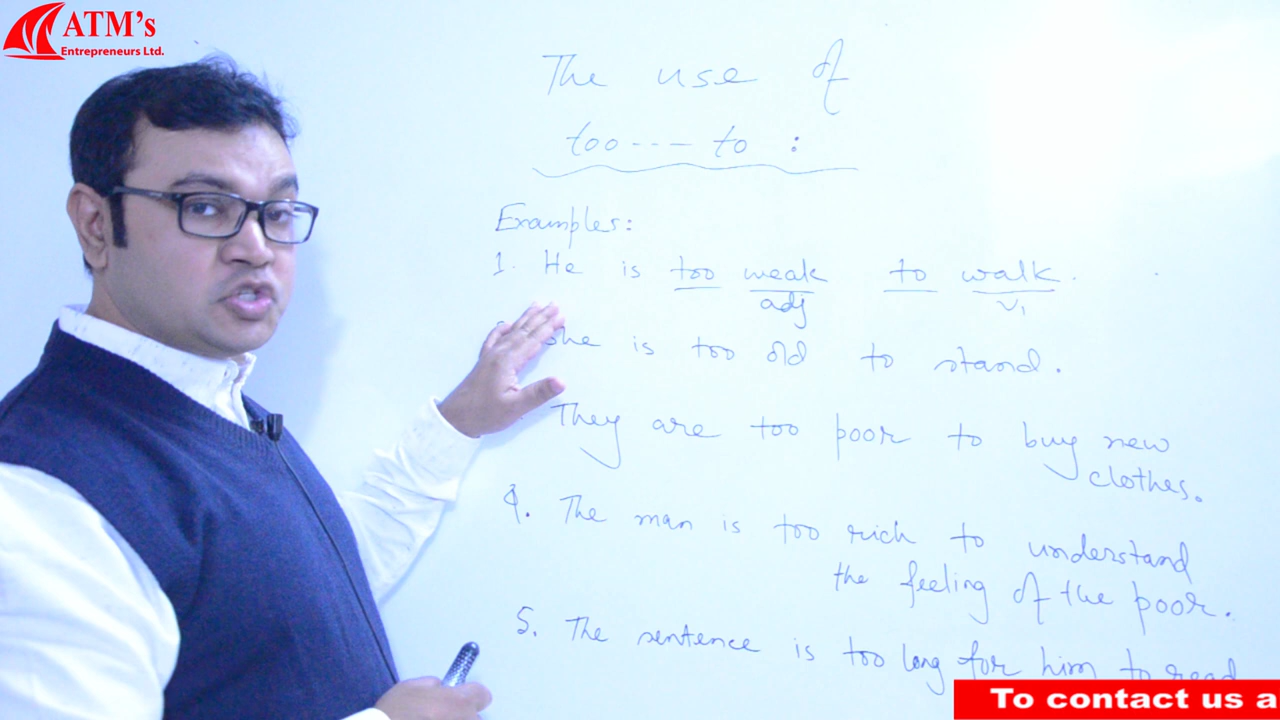 ATM's
Entrepreneurs Ltd.
The use of
too --- to :
Examples:
1. He is too weak to walk.
adj V1
She is too old to stand.
They are too poor to buy new
clothes.
4. The man is too rich to understand
the feeling of the poor.
5. The sentence is too long for him to read
To contact us a